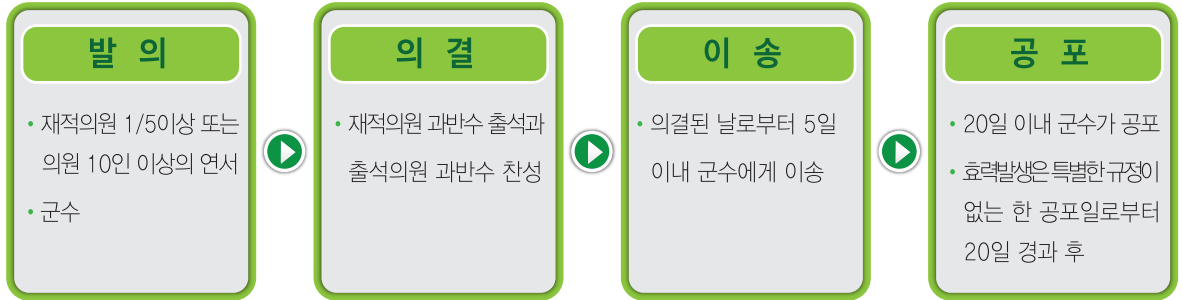 발 의
• 재적의원 1/5이상 또는
의원 10인 이상의 연서
• 군수
의 결
• 재적의원 과반수 출석과
출석의원 과반수 찬성
이 송
• 의결된 날로부터 5일
이내 군수에게 이송
공 포
• 20일 이내 군수가 공포
• 효력발생은 특별한 규정이
없는 한 공포일로부터
20일 경과 후